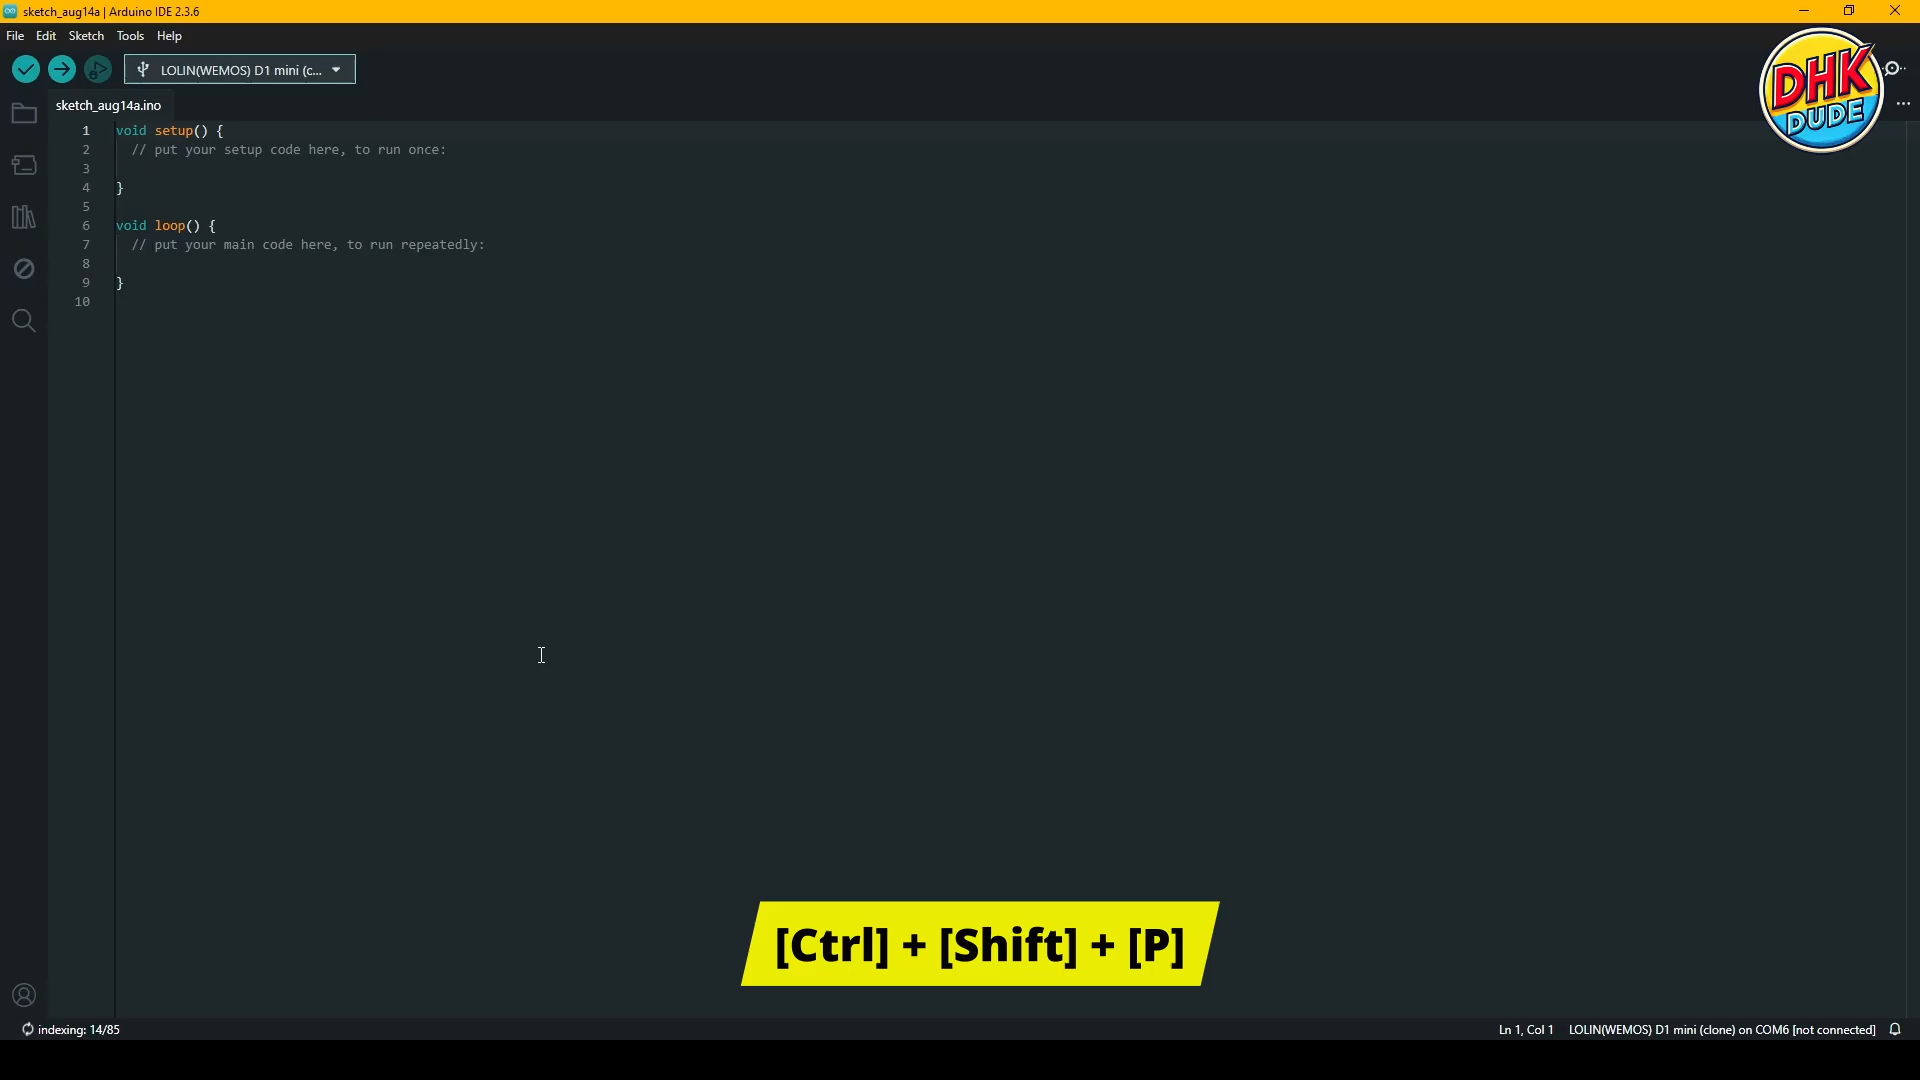 sketch_aug14a | Arduino IDE 2.3.6
File Edit Sketch Tools Help
LOLIN(WEMOS) D1 mini (c...
DHK
DUDE
sketch_aug14a.ino
1 void setup() {
2 // put your setup code here, to run once:
3
4 }
5
6 void loop() {
7 // put your main code here, to run repeatedly:
8
9 }
10
[Ctrl] + [Shift] + [P]
indexing: 14/85
Ln 1, Col 1 LOLIN(WEMOS) D1 mini (clone) on COM6 [not connected]